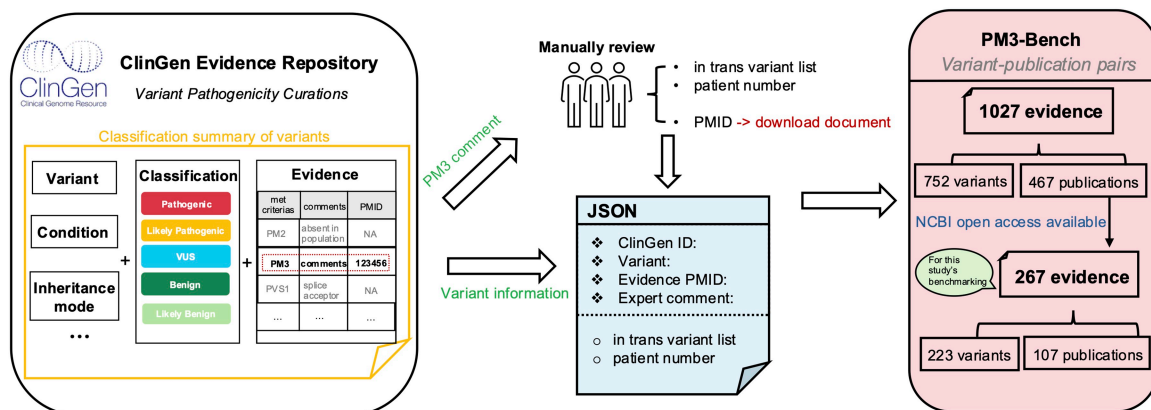 ClinGen
Clinical Genome Resource
ClinGen Evidence Repository
Variant Pathogenicity Curations
Classification summary of variants
Variant
Condition
Inheritance
mode
...
+
Classification
Pathogenic
Likely Pathogenic
VUS
Benign
Likely Benign
+
Evidence
met
criterias
comments
PMID
PM2
absent in
population
NA
PM3
comments
123456
PVS1
splice
acceptor
NA
...
...
...
PM3 comment
Variant information
Manually review
• in trans variant list
• patient number
• PMID -> download document
JSON
❖ ClinGen ID:
❖ Variant:
❖ Evidence PMID:
❖ Expert comment:
○ in trans variant list
○ patient number
PM3-Bench
Variant-publication pairs
1027 evidence
752 variants
467 publications
NCBI open access available
For this
study's
benchmarking
267 evidence
223 variants
107 publications